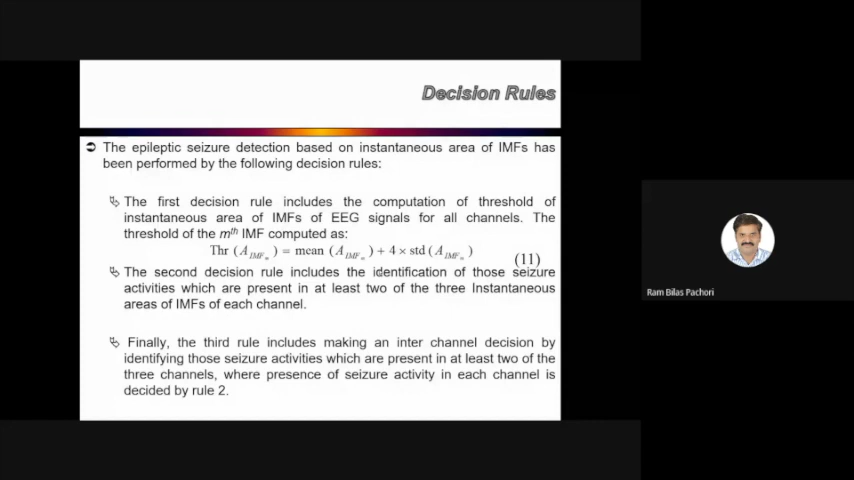 Decision Rules
The epileptic seizure detection based on instantaneous area of IMFs has
been performed by the following decision rules:
The first decision rule includes the computation of threshold of
instantaneous area of IMFs of EEG signals for all channels. The
threshold of the mth IMF computed as:
Thr (A_IMF_m) = mean (A_IMF_m) + 4 × std (A_IMF_m) (11)
The second decision rule includes the identification of those seizure
activities which are present in at least two of the three Instantaneous
areas of IMFs of each channel.
Finally, the third rule includes making an inter channel decision by
identifying those seizure activities which are present in at least two of the
three channels, where presence of seizure activity in each channel is
decided by rule 2.
Ram Bilas Pachori